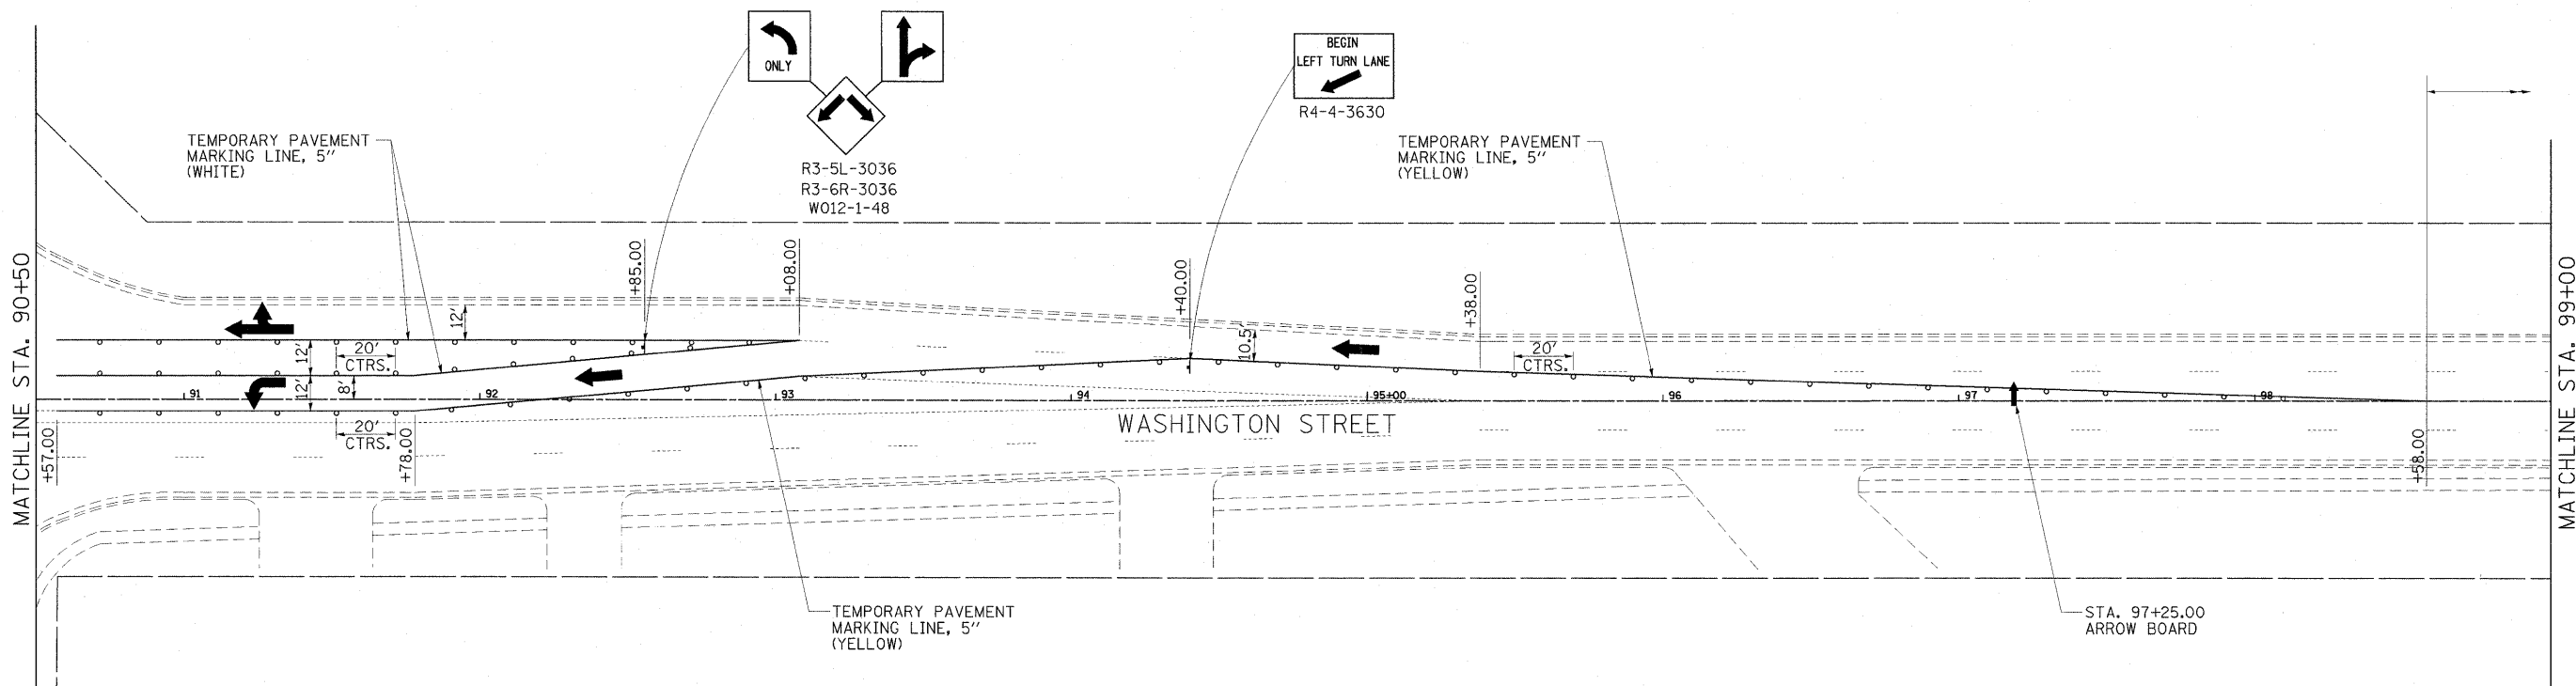 ONLY
R3-5L-3036
R3-6R-3036
W012-1-48
BEGIN
LEFT TURN LANE
R4-4-3630
TEMPORARY PAVEMENT
MARKING LINE, 5"
(WHITE)
TEMPORARY PAVEMENT
MARKING LINE, 5"
(YELLOW)
MATCHLINE STA. 90+50
+85.00
+08.00
+40.00
+38.00
MATCHLINE STA. 99+00
12'
12'
20'
CTRS.
10.5'
20'
CTRS.
12'
8'
91
92
93
94
95+00
96
97
98
WASHINGTON STREET
20'
CTRS.
+57.00
+78.00
+58.00
TEMPORARY PAVEMENT
MARKING LINE, 5"
(YELLOW)
STA. 97+25.00
ARROW BOARD